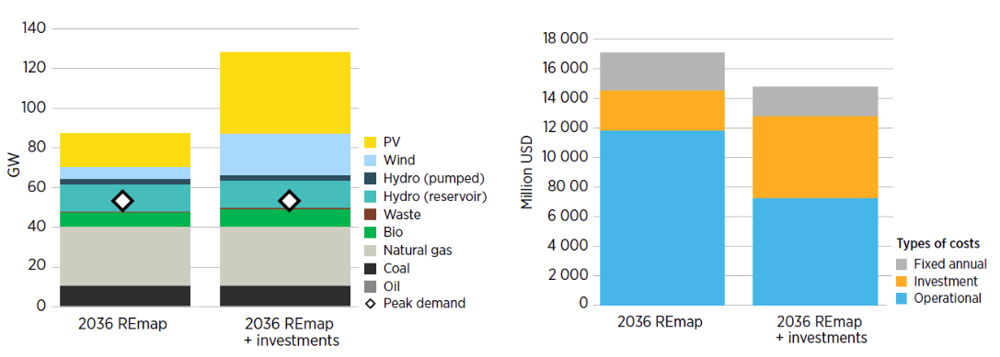 140
120
100
80
60
40
20
0
GW
2036 REmap
2036 REmap
+ investments
PV
Wind
Hydro (pumped)
Hydro (reservoir)
Waste
Bio
Natural gas
Coal
Oil
Peak demand
18 000
16 000
14 000
12 000
10 000
80 00
6 000
4 000
2 000
0
Million USD
2036 REmap
2036 REmap
+ investments
Types of costs
Fixed annual
Investment
Operational